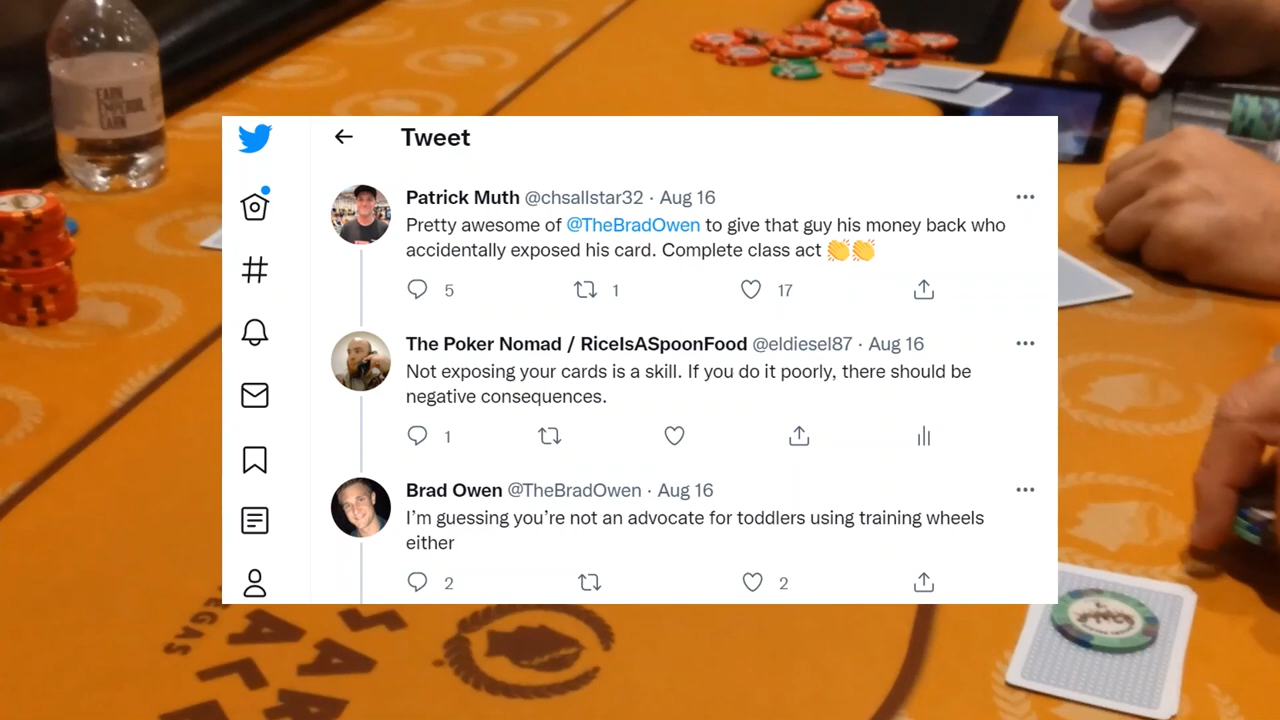 EARN
EMPERIII.
EARN
Tweet
Patrick Muth @chsallstar32 · Aug 16
Pretty awesome of @TheBradOwen to give that guy his money back who
accidentally exposed his card. Complete class act 👏👏
5 1 17
The Poker Nomad / RiceIsASpoonFood @eldiesel87 · Aug 16
Not exposing your cards is a skill. If you do it poorly, there should be
negative consequences.
1
Brad Owen @TheBradOwen · Aug 16
I’m guessing you’re not an advocate for toddlers using training wheels
either
2 2